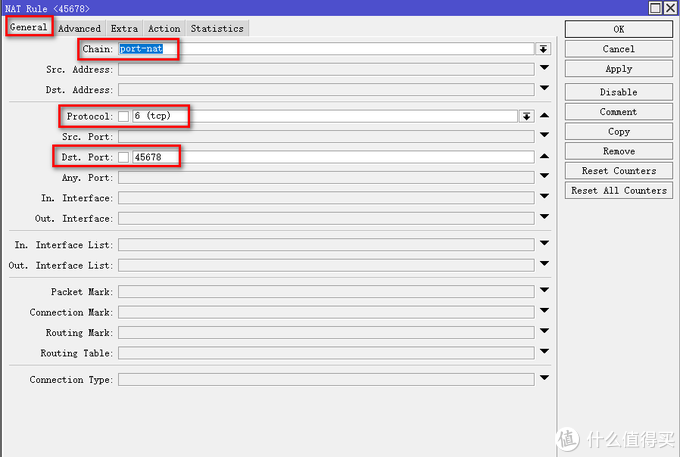 NAT Rule <45678>
General Advanced Extra Action Statistics
Chain: port-nat
Src. Address:
Dst. Address:
Protocol: 6 (tcp)
Src. Port:
Dst. Port: 45678
Any. Port:
In. Interface:
Out. Interface:
In. Interface List:
Out. Interface List:
Packet Mark:
Connection Mark:
Routing Mark:
Routing Table:
Connection Type:
OK
Cancel
Apply
Disable
Comment
Copy
Remove
Reset Counters
Reset All Counters
值 什么值得买